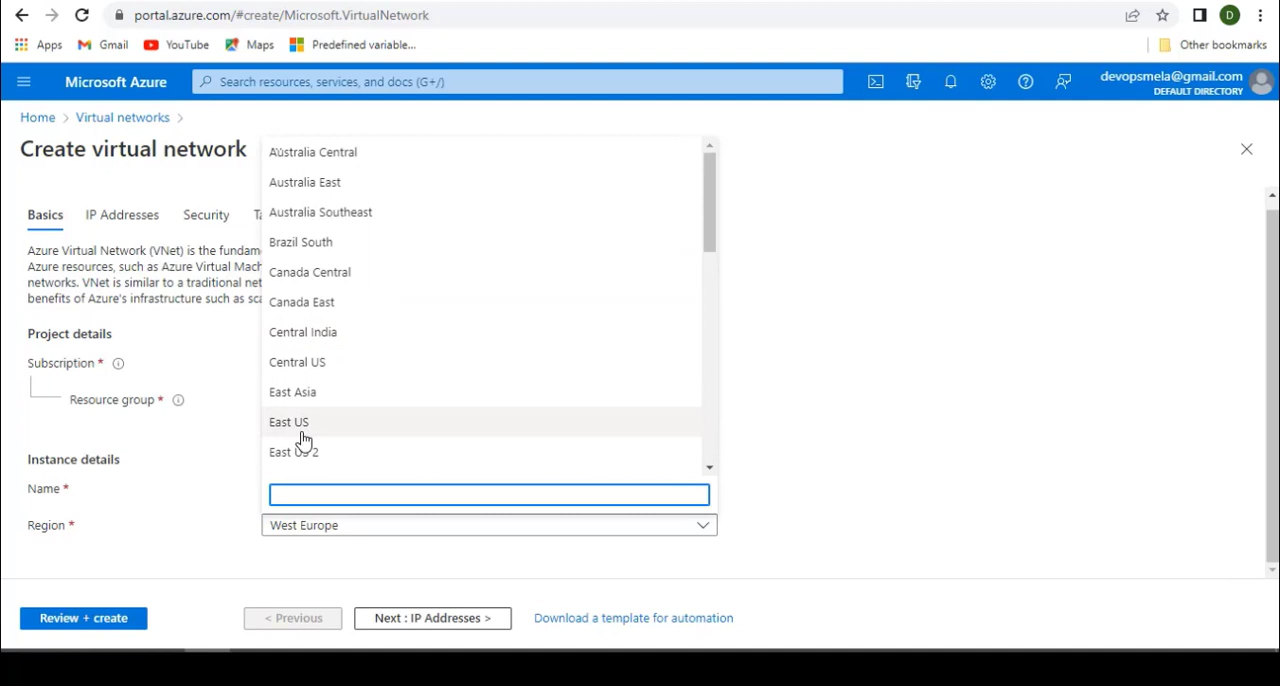 portal.azure.com/#create/Microsoft.VirtualNetwork
D
Apps Gmail YouTube Maps Predefined variable... Other bookmarks
Microsoft Azure Search resources, services, and docs (G+/) devopsmela@gmail.com
DEFAULT DIRECTORY
Home > Virtual networks >
Create virtual network
Australia Central
Australia East
Australia Southeast
Brazil South
Canada Central
Canada East
Central India
Central US
East Asia
East US
East US 2
Basics IP Addresses Security
Azure Virtual Network (VNet) is the
Azure resources, such as Azure Virtual
networks. VNet is similar to a traditional
benefits of Azure's infrastructure such as
Project details
Subscription *
Resource group *
Instance details
Name *
Region * West Europe
Review + create < Previous Next : IP Addresses > Download a template for automation